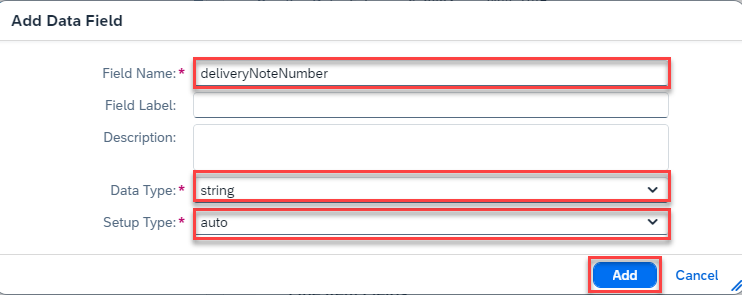 Add Data Field
Field Name:* deliveryNoteNumber
Field Label:
Description:
Data Type:* string
Setup Type:* auto
Add Cancel